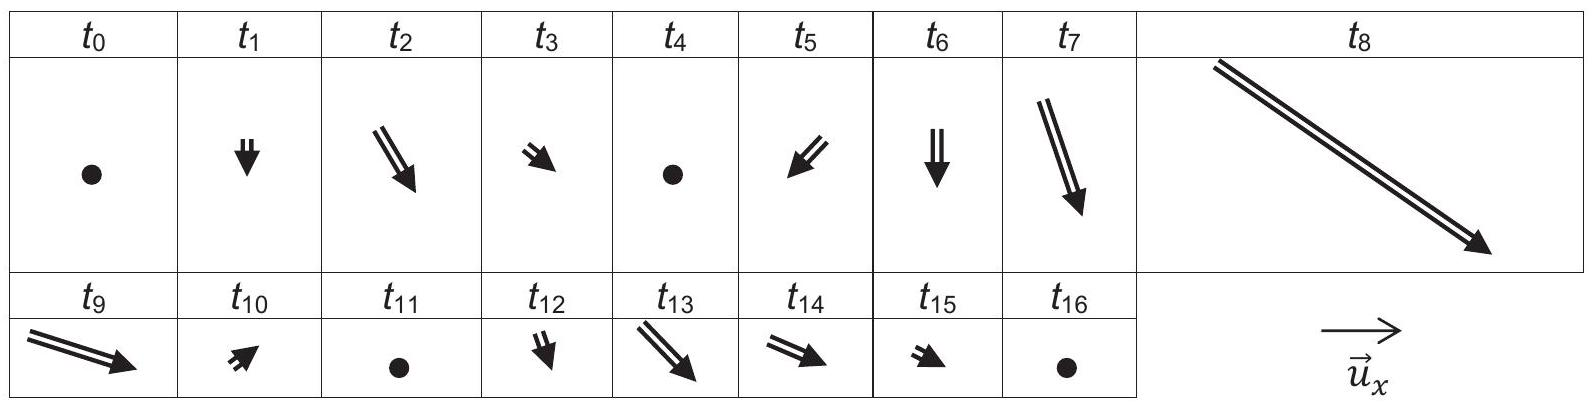 t₀ t₁ t₂ t₃ t₄ t₅ t₆ t₇ t₈
t₉ t₁₀ t₁₁ t₁₂ t₁₃ t₁₄ t₁₅ t₁₆
u⃗ₓ